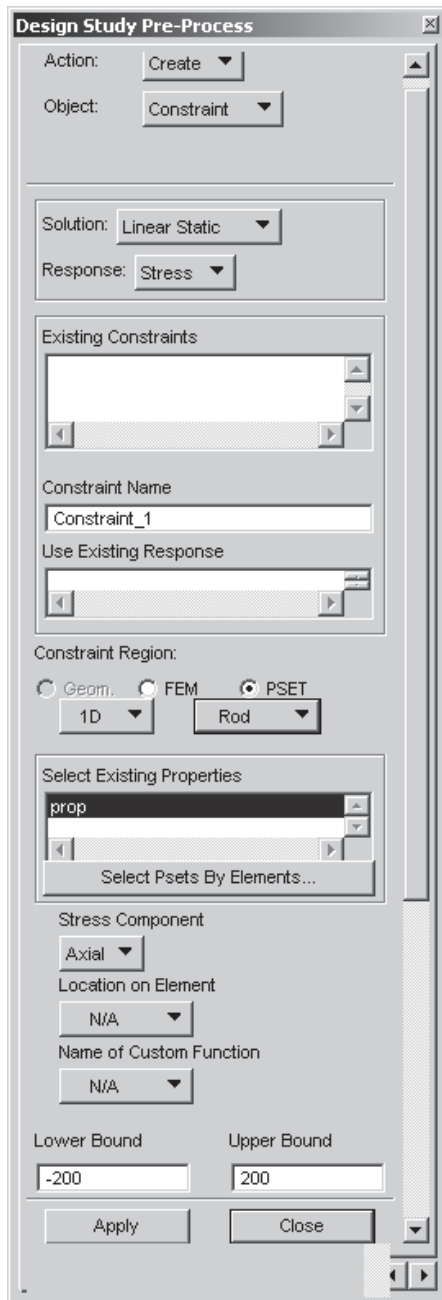 Design Study Pre-Process
Action: Create
Object: Constraint
Solution: Linear Static
Response: Stress
Existing Constraints
Constraint Name
Constraint_1
Use Existing Response
Constraint Region:
Geom. FEM PSET
1D Rod
Select Existing Properties
prop
Select Psets By Elements...
Stress Component
Axial
Location on Element
N/A
Name of Custom Function
N/A
Lower Bound Upper Bound
-200 200
Apply Close